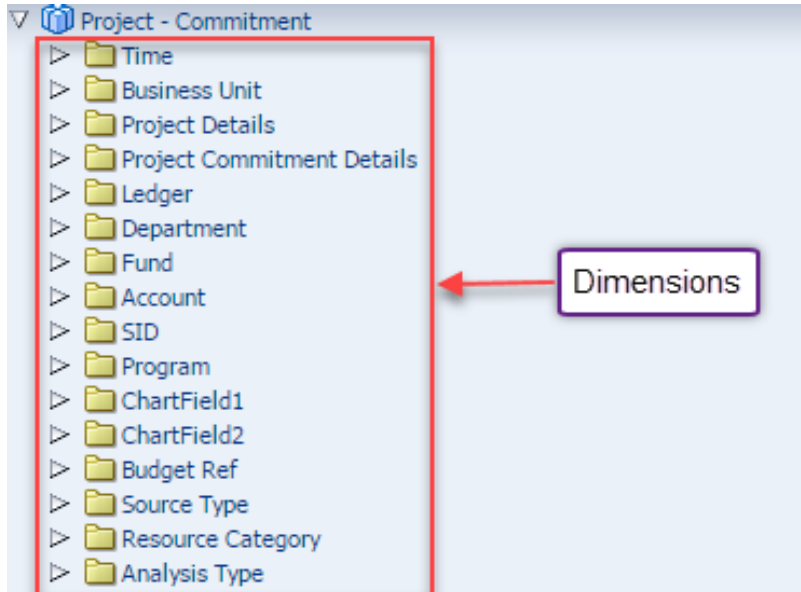 Project - Commitment
Time
Business Unit
Project Details
Project Commitment Details
Ledger
Department
Fund
Account
SID
Program
ChartField1
ChartField2
Budget Ref
Source Type
Resource Category
Analysis Type
Dimensions